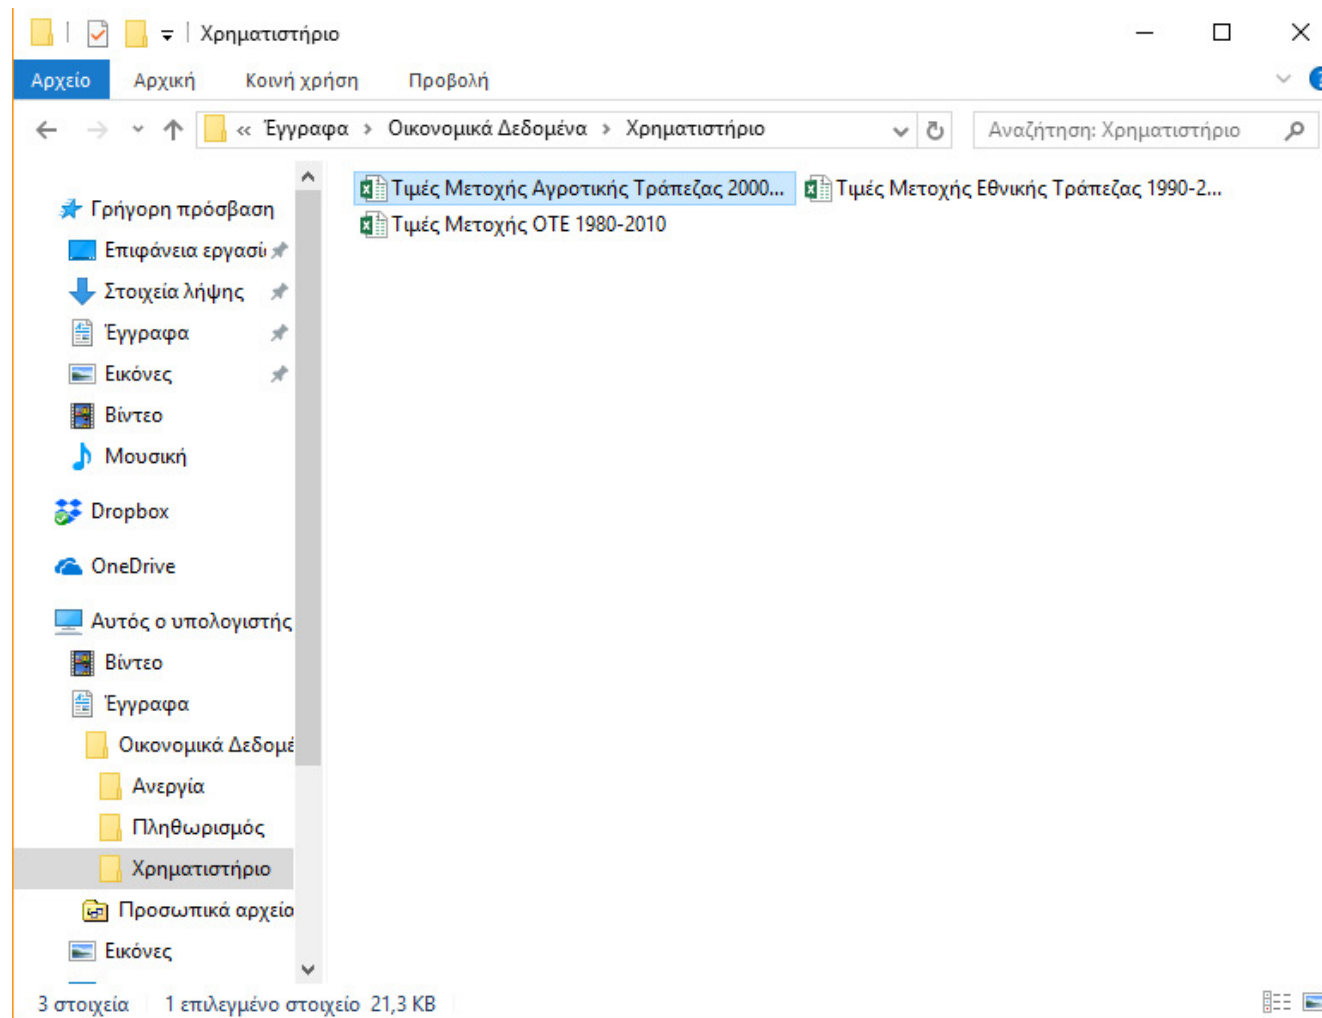 Χρηματιστήριο
Αρχείο Αρχική Κοινή χρήση Προβολή
« Έγγραφα > Οικονομικά Δεδομένα > Χρηματιστήριο Αναζήτηση: Χρηματιστήριο
Τιμές Μετοχής Αγροτικής Τράπεζας 2000... Τιμές Μετοχής Εθνικής Τράπεζας 1990-2...
Τιμές Μετοχής ΟΤΕ 1980-2010
Γρήγορη πρόσβαση
Επιφάνεια εργασί
Στοιχεία λήψης
Έγγραφα
Εικόνες
Βίντεο
Μουσική
Dropbox
OneDrive
Αυτός ο υπολογιστής
Βίντεο
Έγγραφα
Οικονομικά Δεδομέ
Ανεργία
Πληθωρισμός
Χρηματιστήριο
Προσωπικά αρχεία
Εικόνες
3 στοιχεία 1 επιλεγμένο στοιχείο 21,3 KB